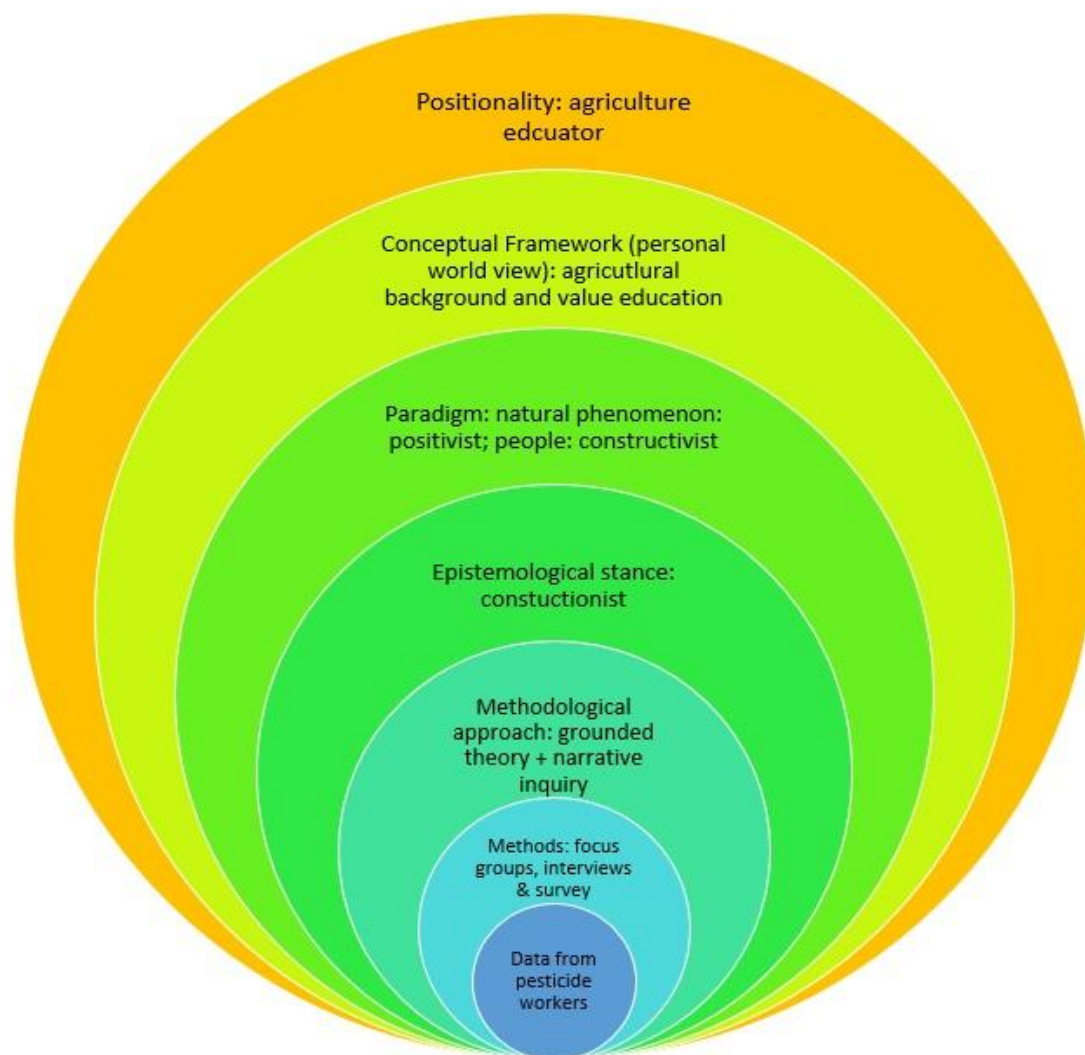 Positionality: agriculture
edcuator
Conceptual Framework (personal
world view): agricutlural
background and value education
Paradigm: natural phenomenon:
positivist; people: constructivist
Epistemological stance:
constuctionist
Methodological
approach: grounded
theory + narrative
inquiry
Methods: focus
groups, interviews
& survey
Data from
pesticide
workers